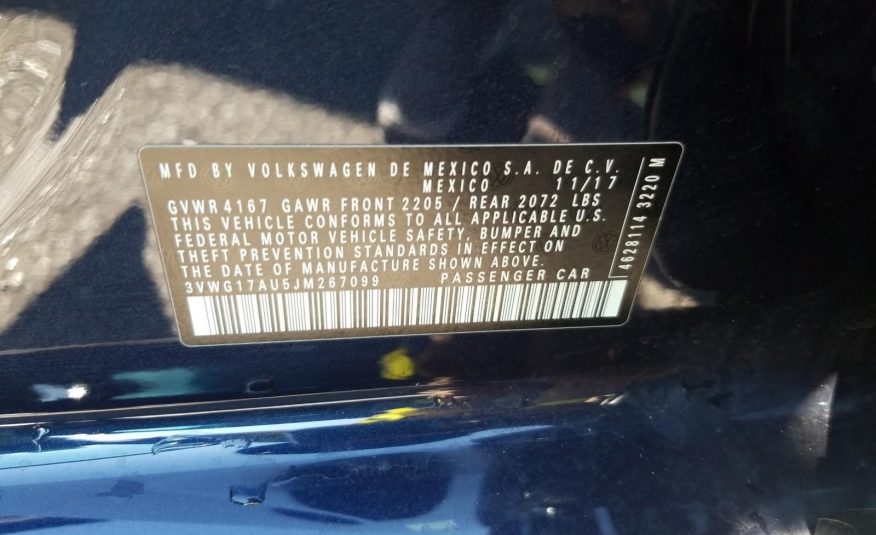 MFD BY VOLKSWAGEN DE MEXICO S.A. DE C.V.
MEXICO 11/17
GVWR 4167 GAWR FRONT 2205 / REAR 2072 LBS
THIS VEHICLE CONFORMS TO ALL APPLICABLE U.S.
FEDERAL MOTOR VEHICLE SAFETY, BUMPER AND
THEFT PREVENTION STANDARDS IN EFFECT ON
THE DATE OF MANUFACTURE SHOWN ABOVE.
3VWG17AU5JM267099 PASSENGER CAR
4628114 3220 M